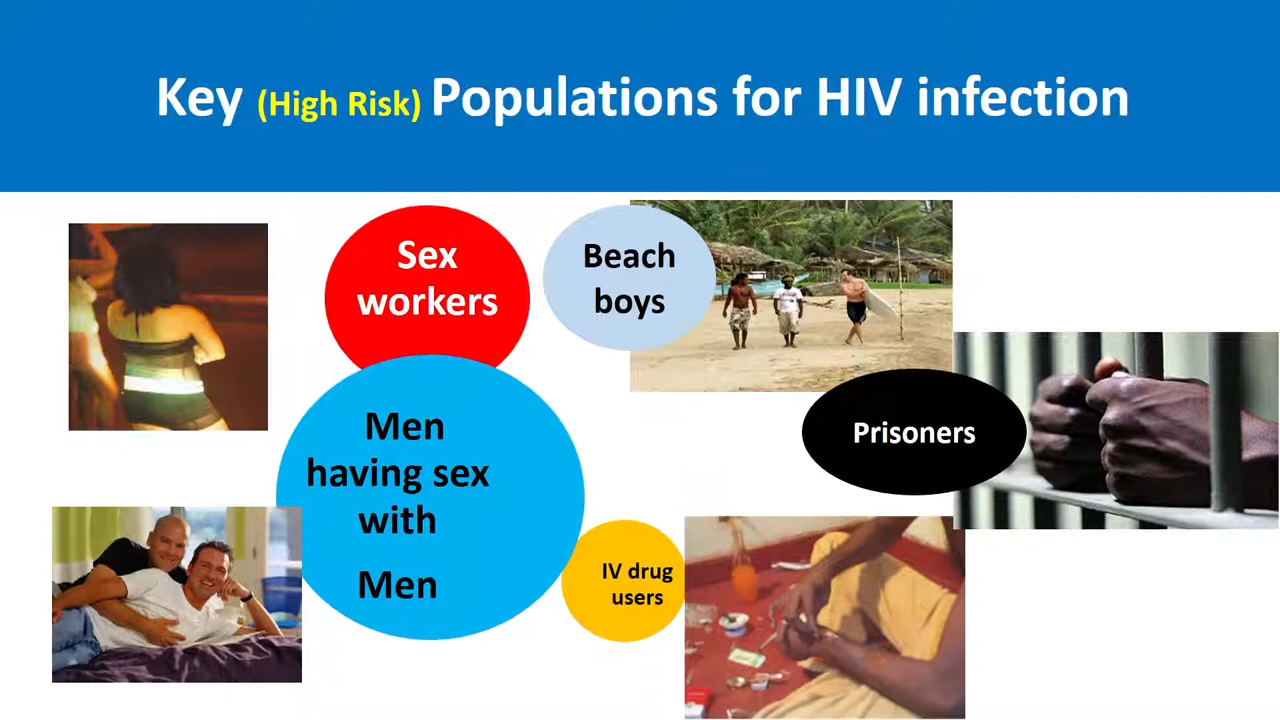 Key (High Risk) Populations for HIV infection
Sex
workers
Beach
boys
Men
having sex
with
Men
Prisoners
IV drug
users